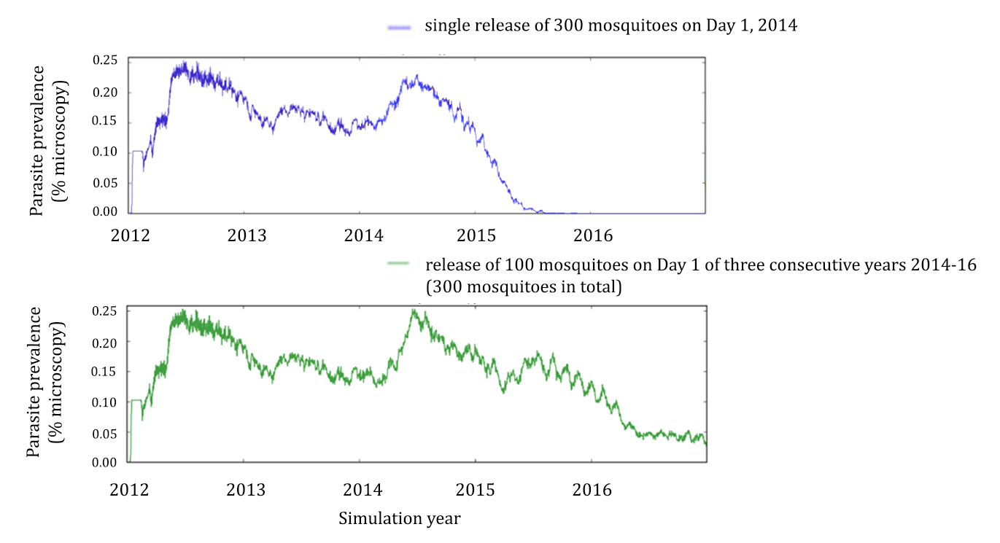 single release of 300 mosquitoes on Day 1, 2014
Parasite prevalence
(% microscopy)
0.25
0.20
0.15
0.10
0.05
0.00
2012 2013 2014 2015 2016
release of 100 mosquitoes on Day 1 of three consecutive years 2014-16
(300 mosquitoes in total)
Parasite prevalence
(% microscopy)
0.25
0.20
0.15
0.10
0.05
0.00
2012 2013 2014 2015 2016
Simulation year